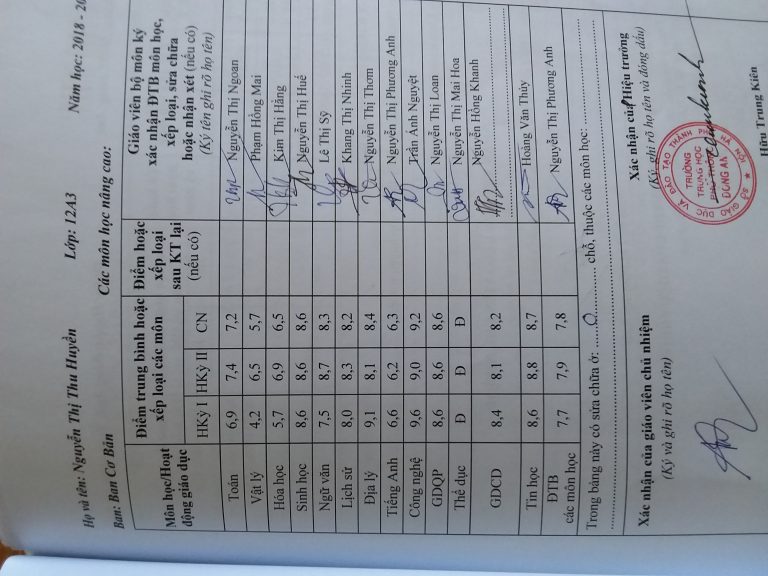 Họ và tên: Nguyễn Thị Thu Huyền Lớp: 12A3 Năm học: 2018 - 20
Ban: Ban Cơ Bản Các môn học nâng cao:
Môn học/Hoạt động giáo dục Điểm trung bình hoặc xếp loại các môn Điểm hoặc xếp loại sau KT lại (nếu có) Giáo viên bộ môn ký xác nhận ĐTB môn học, xếp loại, sửa chữa hoặc nhận xét (nếu có) (Ký tên ghi rõ họ tên)
HKỳ I HKỳ II CN
Toán 6,9 7,4 7,2 Nguyễn Thị Ngoan
Vật lý 4,2 6,5 5,7 Phạm Hồng Mai
Hóa học 5,7 6,9 6,5 Kim Thị Hằng
Sinh học 8,6 8,6 8,6 Nguyễn Thị Huế
Ngữ văn 7,5 8,7 8,3 Lê Thị Sỹ
Lịch sử 8,0 8,3 8,2 Khang Thị Nhinh
Địa lý 9,1 8,1 8,4 Nguyễn Thị Thơm
Tiếng Anh 6,6 6,2 6,3 Nguyễn Thị Phương Anh
Công nghệ 9,6 9,0 9,2 Trần Ánh Nguyệt
GDQP 8,6 8,6 8,6 Nguyễn Thị Loan
Thể dục Đ Đ Đ Nguyễn Thị Mai Hoa
GDCD 8,4 8,1 8,2 Nguyễn Hồng Khanh
Tin học 8,6 8,8 8,7 Hoàng Văn Thủy
ĐTB các môn học 7,7 7,9 7,8 Nguyễn Thị Phương Anh
Trong bảng này có sửa chữa ở: ......0...... chỗ, thuộc các môn học:
Xác nhận của giáo viên chủ nhiệm
(Ký và ghi rõ họ tên)
Xác nhận của Hiệu trưởng
(Ký, ghi rõ họ tên và đóng dấu)
SỞ GIÁO DỤC VÀ ĐÀO TẠO THÀNH PHỐ HÀ NỘI
TRƯỜNG
TRUNG HỌC
PHỔ THÔNG
ĐÔNG ANH
Hữu Trung Kiên